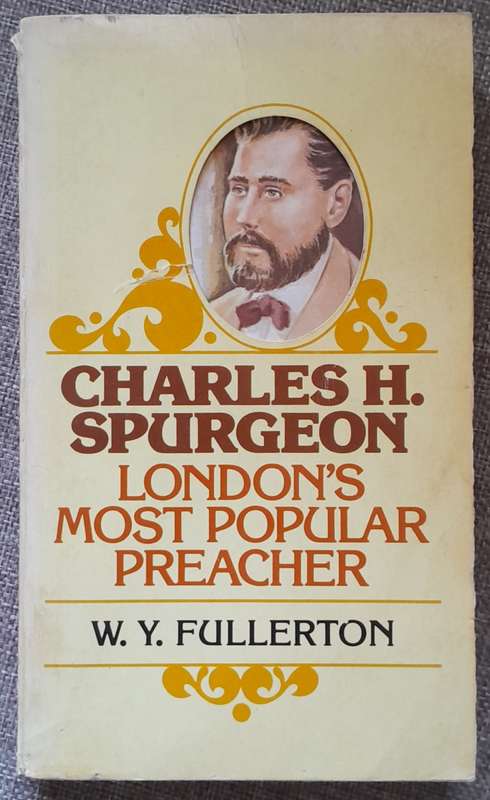 CHARLES H.
SPURGEON
LONDON'S
MOST POPULAR
PREACHER
W. Y. FULLERTON